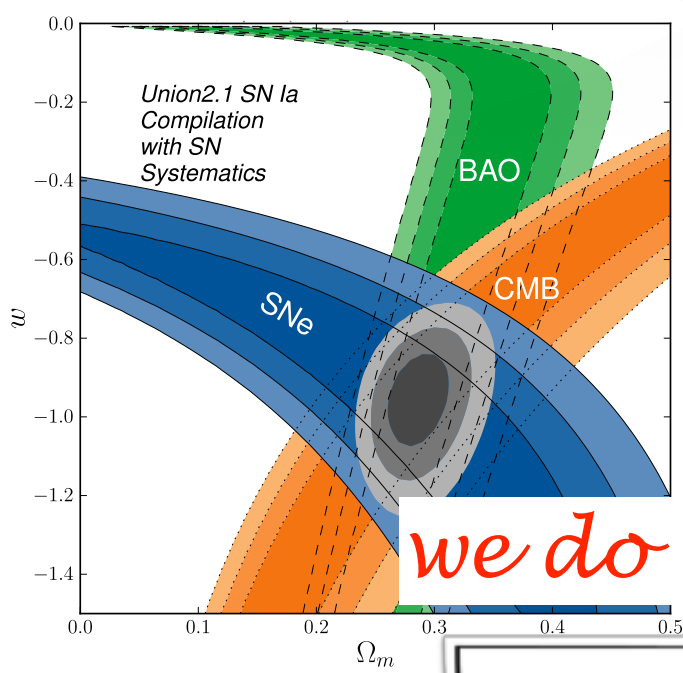 0.0
−0.2
−0.4
−0.6
−0.8
−1.0
−1.2
−1.4
w
Union2.1 SN Ia
Compilation
with SN
Systematics
BAO
CMB
SNe
we do
0.0 0.1 0.2 0.3 0.4 0.5
Ωm